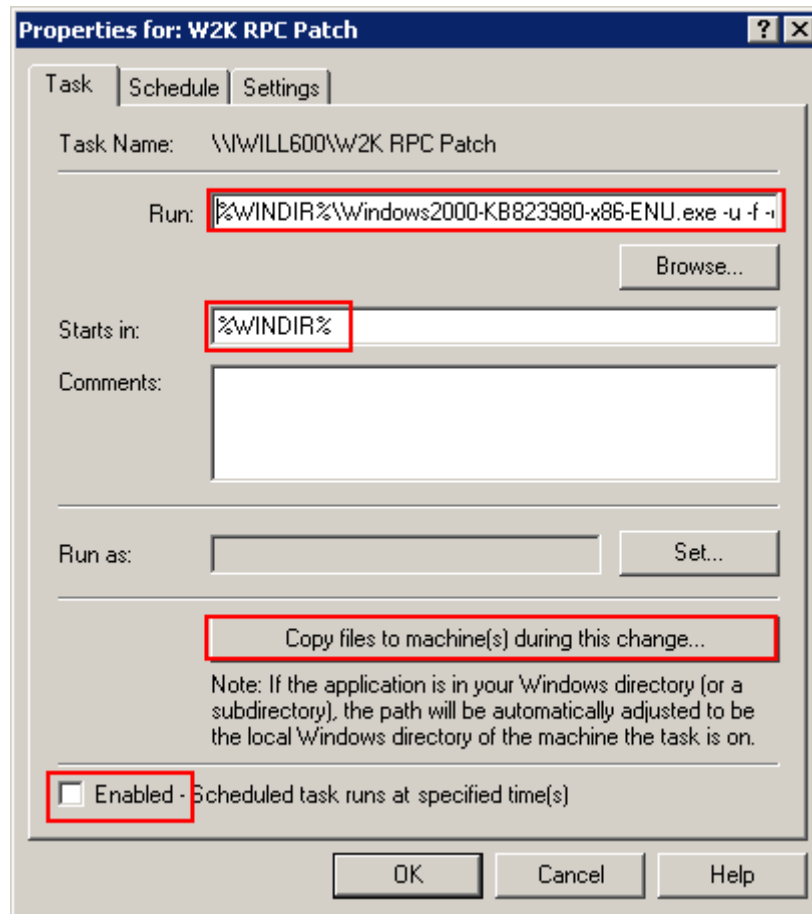 Properties for: W2K RPC Patch
Task Schedule Settings
Task Name: \\IWILL600\W2K RPC Patch
Run: %WINDIR%\Windows2000-KB823980-x86-ENU.exe -u -f -
Browse...
Starts in: %WINDIR%
Comments:
Run as: Set...
Copy files to machine(s) during this change...
Note: If the application is in your Windows directory (or a
subdirectory), the path will be automatically adjusted to be
the local Windows directory of the machine the task is on.
Enabled - Scheduled task runs at specified time(s)
OK Cancel Help